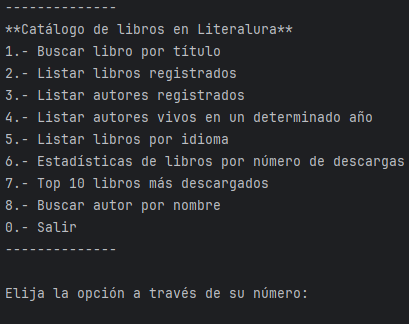 --------------
**Catálogo de libros en Literalura**
1.- Buscar libro por título
2.- Listar libros registrados
3.- Listar autores registrados
4.- Listar autores vivos en un determinado año
5.- Listar libros por idioma
6.- Estadísticas de libros por número de descargas
7.- Top 10 libros más descargados
8.- Buscar autor por nombre
0.- Salir
--------------
Elija la opción a través de su número: